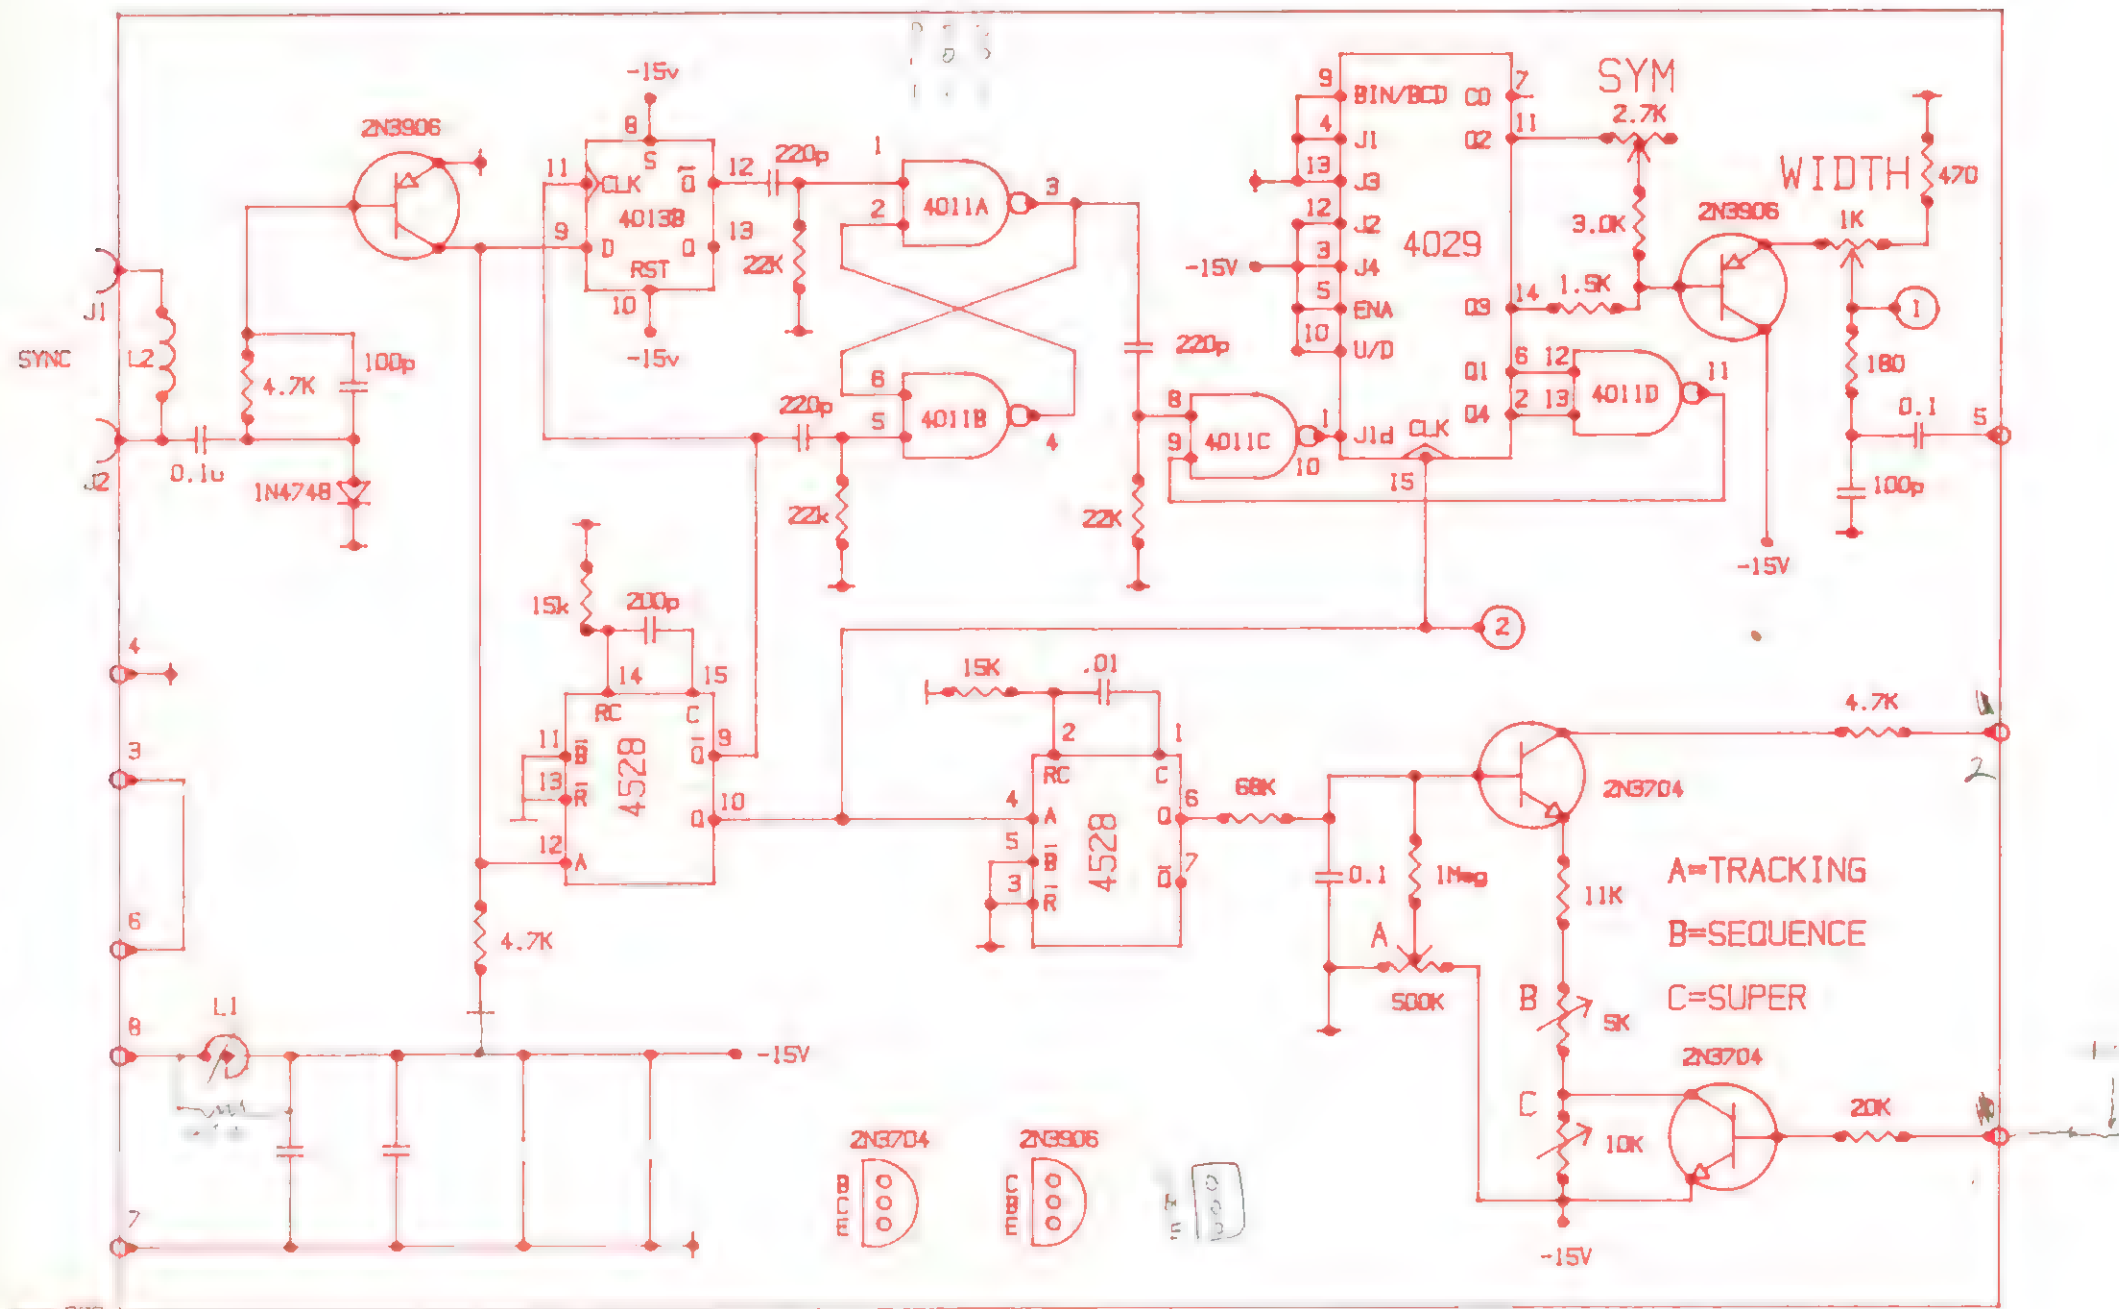 -15v
SYM
2N3906
8
9
BIN/BCD
CO
7
2.7K
S
220p
1
4
J1
Q2
11
11
CLK
Q
12
4011A
3
13
J3
WIDTH
470
4013B
2
12
J2
3.0K
2N3906
1K
9
D
Q
13
22K
3
J4
4029
-15V
RST
5
ENA
Q3
14
1.5K
1
J1
10
10
U/D
SYNC
L2
100p
-15v
220p
Q1
6
12
4011D
11
180
4.7K
6
8
Q4
2
13
220p
5
4011B
4
9
4011C
1
J1d
CLK
0.1
5
J2
0.1u
1N4748
10
15
100p
22k
22K
-15V
15k
200p
2
4
14
15
15K
.01
RC
C
4.7K
3
11
B
4528
Q
9
2
1
2
13
R
RC
C
68K
2N3704
10
4
A
Q
6
Q
12
A
5
B
4528
7
0.1
1Meg
A=TRACKING
3
R
Q
11K
6
4.7K
A
B=SEQUENCE
L1
500K
B
5K
C=SUPER
8
-15V
2N3704
C
10K
20K
2N3704
2N3906
B
C
E
C
B
E
7
-15V